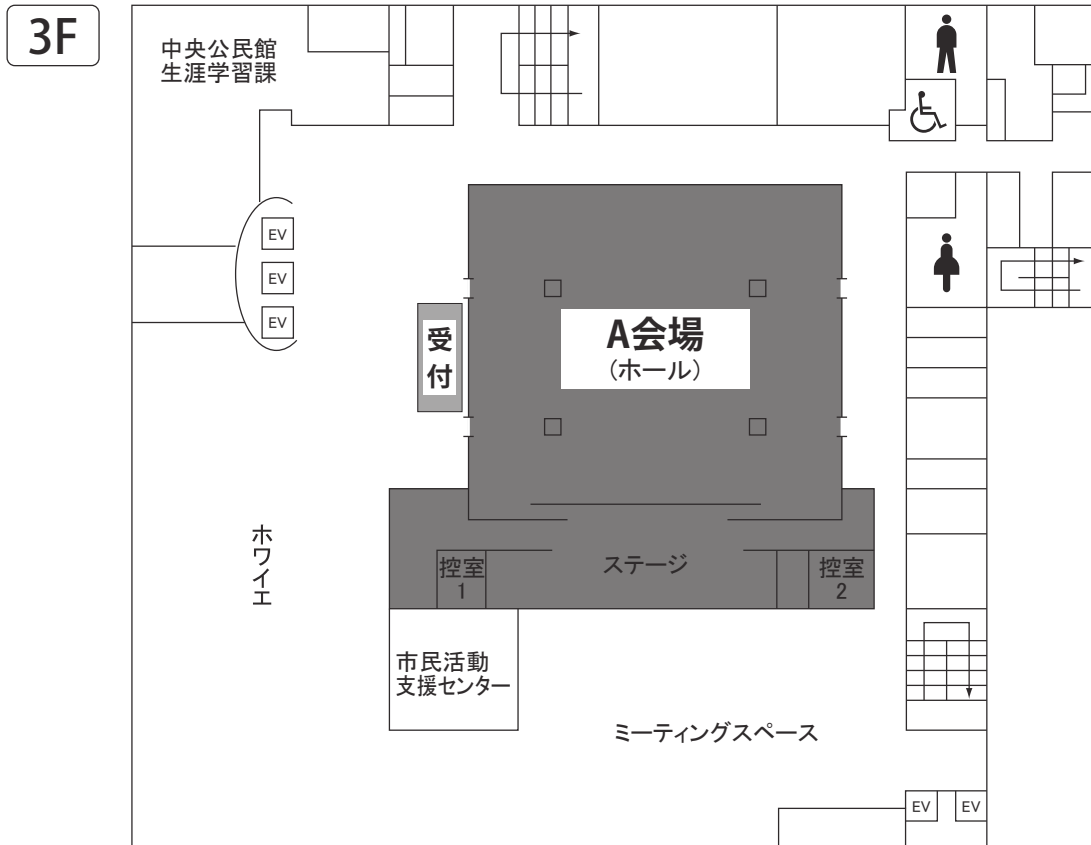 3F
中央公民館
生涯学習課
EV
EV
EV
受付
A会場
(ホール)
ホワイエ
控室
1
ステージ
控室
2
市民活動
支援センター
ミーティングスペース
EV
EV